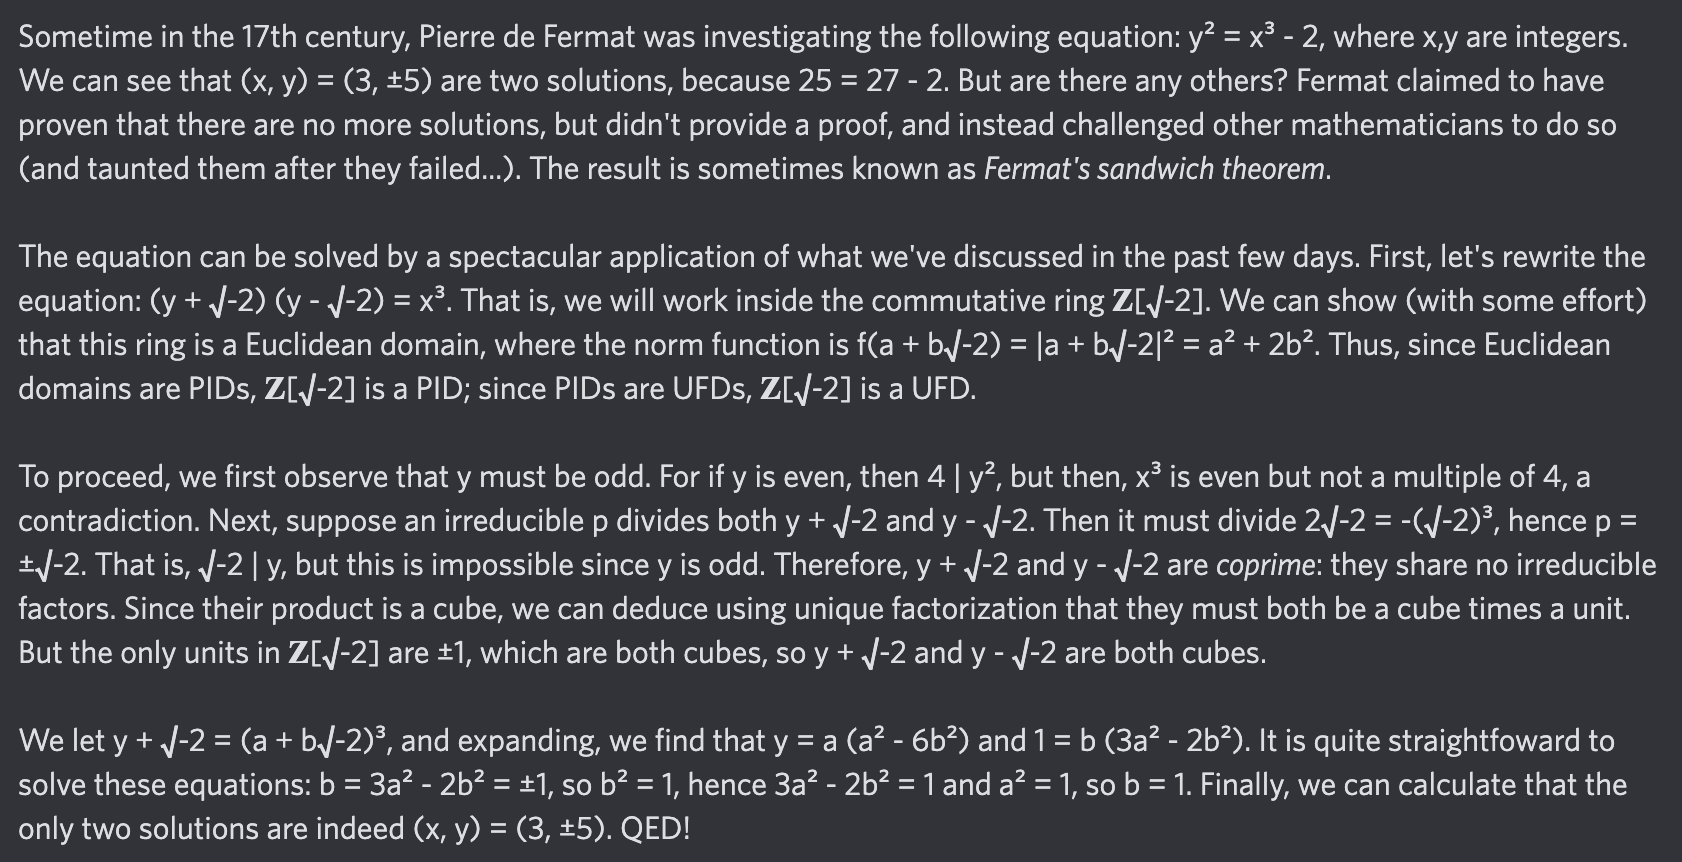 Sometime in the 17th century, Pierre de Fermat was investigating the following equation: y² = x³ - 2, where x,y are integers.
We can see that (x, y) = (3, ±5) are two solutions, because 25 = 27 - 2. But are there any others? Fermat claimed to have
proven that there are no more solutions, but didn't provide a proof, and instead challenged other mathematicians to do so
(and taunted them after they failed...). The result is sometimes known as Fermat's sandwich theorem.
The equation can be solved by a spectacular application of what we've discussed in the past few days. First, let's rewrite the
equation: (y + √-2) (y - √-2) = x³. That is, we will work inside the commutative ring Z[√-2]. We can show (with some effort)
that this ring is a Euclidean domain, where the norm function is f(a + b√-2) = |a + b√-2|² = a² + 2b². Thus, since Euclidean
domains are PIDs, Z[√-2] is a PID; since PIDs are UFDs, Z[√-2] is a UFD.
To proceed, we first observe that y must be odd. For if y is even, then 4 | y², but then, x³ is even but not a multiple of 4, a
contradiction. Next, suppose an irreducible p divides both y + √-2 and y - √-2. Then it must divide 2√-2 = -(√-2)³, hence p =
±√-2. That is, √-2 | y, but this is impossible since y is odd. Therefore, y + √-2 and y - √-2 are coprime: they share no irreducible
factors. Since their product is a cube, we can deduce using unique factorization that they must both be a cube times a unit.
But the only units in Z[√-2] are ±1, which are both cubes, so y + √-2 and y - √-2 are both cubes.
We let y + √-2 = (a + b√-2)³, and expanding, we find that y = a (a² - 6b²) and 1 = b (3a² - 2b²). It is quite straightfoward to
solve these equations: b = 3a² - 2b² = ±1, so b² = 1, hence 3a² - 2b² = 1 and a² = 1, so b = 1. Finally, we can calculate that the
only two solutions are indeed (x, y) = (3, ±5). QED!